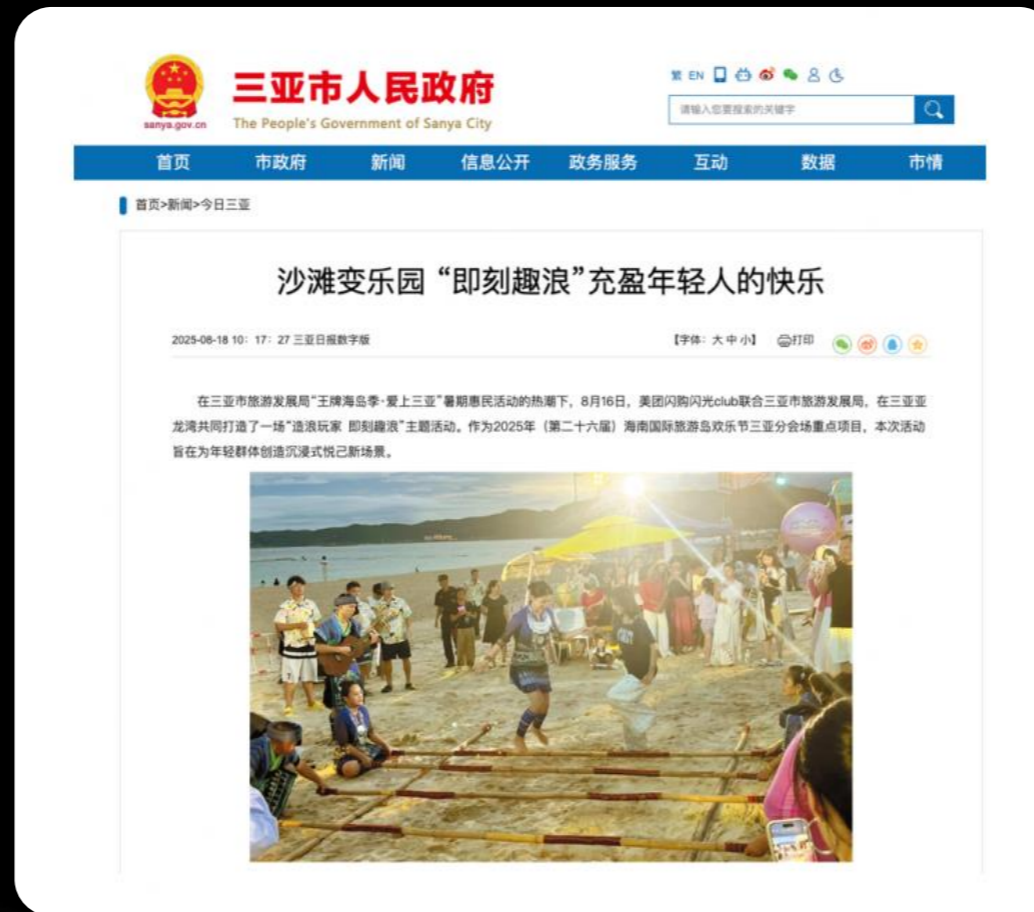 三亚市人民政府
sanya.gov.cn
The People's Government of Sanya City
繁 EN
请输入您要搜索的关键字
首页 市政府 新闻 信息公开 政务服务 互动 数据 市情
首页>新闻>今日三亚
沙滩变乐园 “即刻趣浪”充盈年轻人的快乐
2025-08-18 10：17：27 三亚日报数字版
【字体：大 中 小】 打印
在三亚市旅游发展局“王牌海岛季·爱上三亚”暑期惠民活动的热潮下，8月16日，美团闪购闪光club联合三亚市旅游发展局，在三亚亚
龙湾共同打造了一场“造浪玩家 即刻趣浪”主题活动。作为2025年（第二十六届）海南国际旅游岛欢乐节三亚分会场重点项目，本次活动
旨在为年轻群体创造沉浸式悦己新场景。